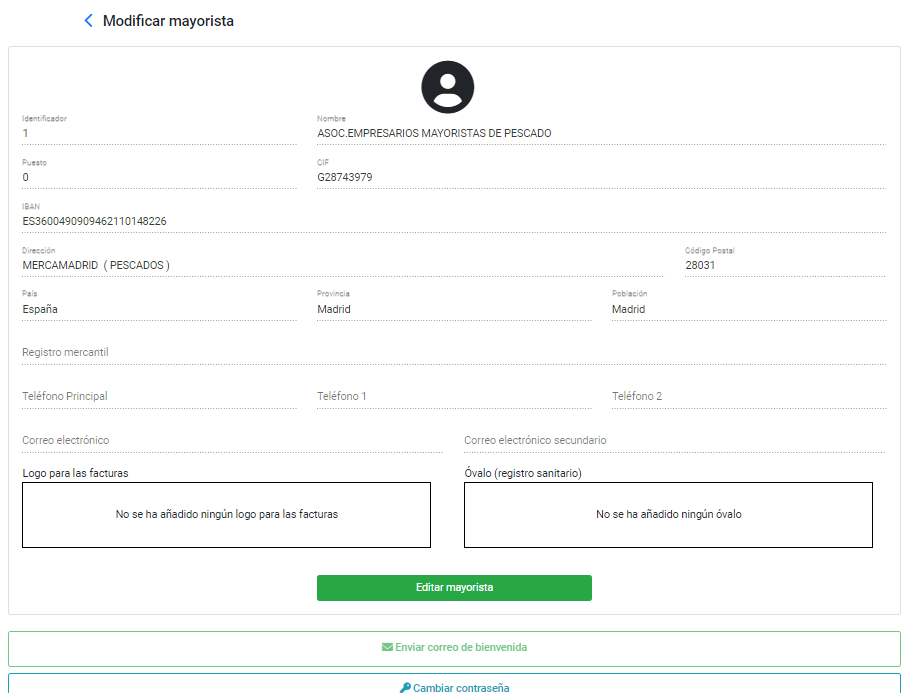 Modificar mayorista
Identificador
1
Nombre
ASOC.EMPRESARIOS MAYORISTAS DE PESCADO
Puesto
0
CIF
G28743979
IBAN
ES3600490909462110148226
Dirección
MERCAMADRID ( PESCADOS )
Código Postal
28031
País
España
Provincia
Madrid
Población
Madrid
Registro mercantil
Teléfono Principal
Teléfono 1
Teléfono 2
Correo electrónico
Correo electrónico secundario
Logo para las facturas
No se ha añadido ningún logo para las facturas
Óvalo (registro sanitario)
No se ha añadido ningún óvalo
Editar mayorista
Enviar correo de bienvenida
Cambiar contraseña